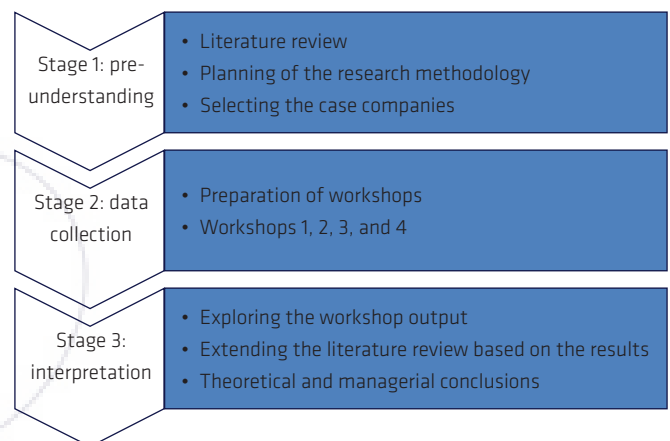 Stage 1: pre-
understanding
• Literature review
• Planning of the research methodology
• Selecting the case companies
Stage 2: data
collection
• Preparation of workshops
• Workshops 1, 2, 3, and 4
Stage 3:
interpretation
• Exploring the workshop output
• Extending the literature review based on the results
• Theoretical and managerial conclusions